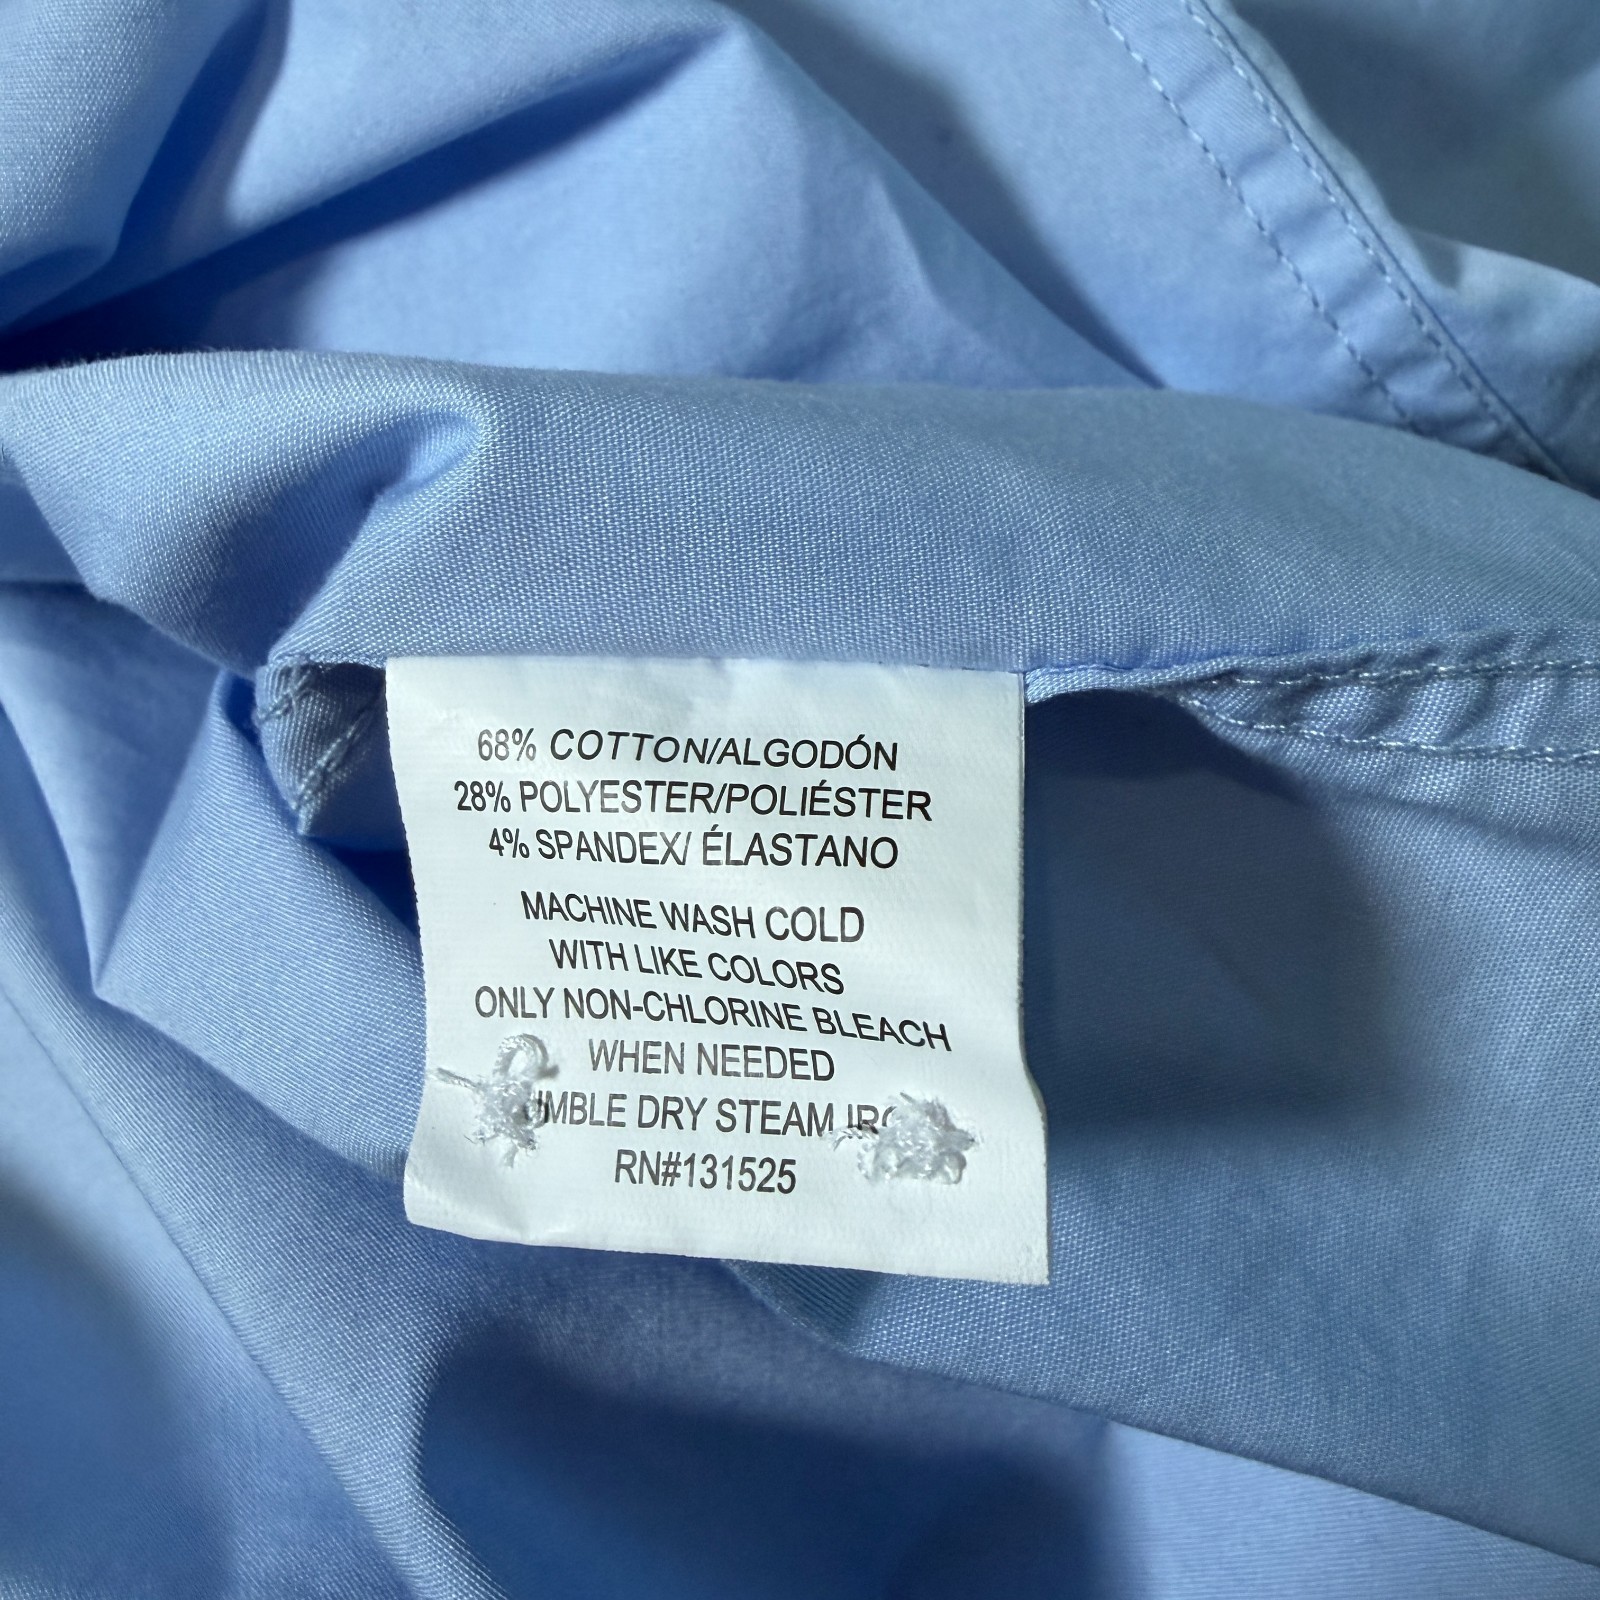 68% COTTON/ALGODÓN
28% POLYESTER/POLIÉSTER
4% SPANDEX/ ÉLASTANO
MACHINE WASH COLD
WITH LIKE COLORS
ONLY NON-CHLORINE BLEACH
WHEN NEEDED
DRY STEAM
RN#131525